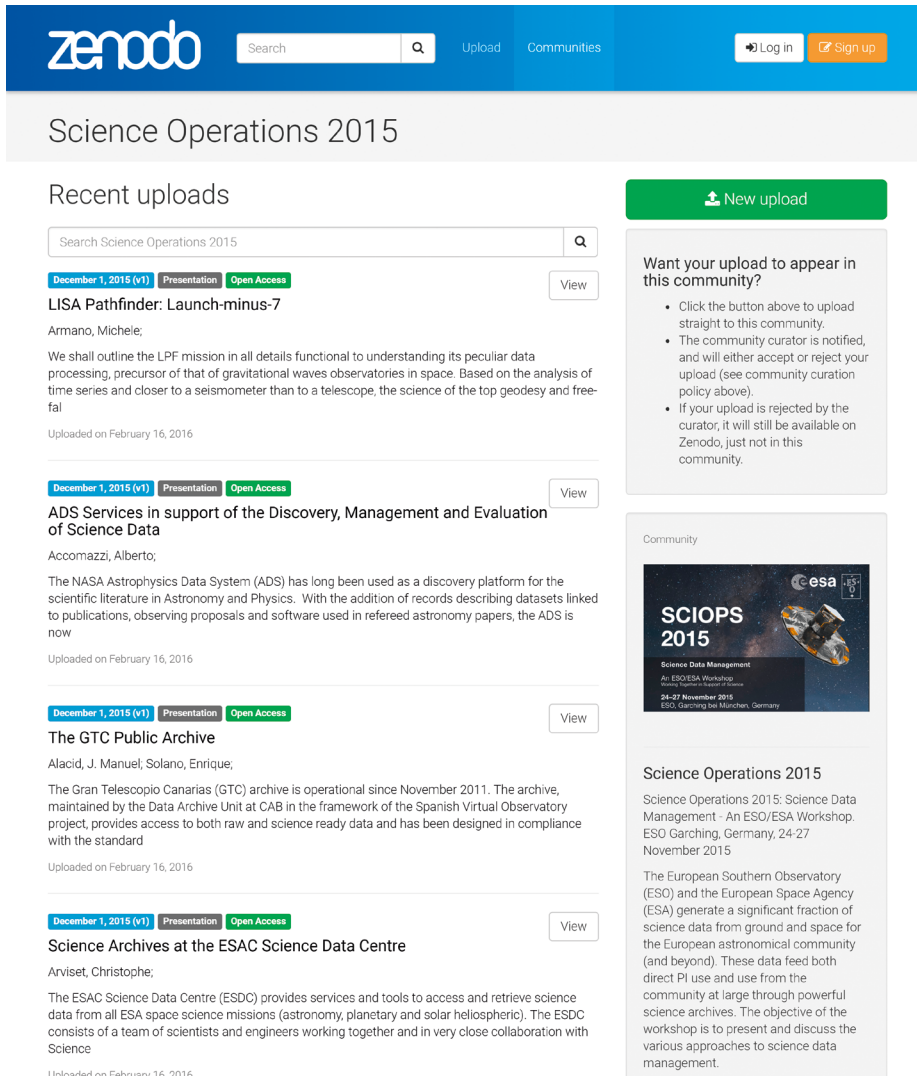 zenodo
Search
Upload
Communities
Log in
Sign up
Science Operations 2015
Recent uploads
Search Science Operations 2015
December 1, 2015 (v1) Presentation Open Access
View
LISA Pathfinder: Launch-minus-7
Armano, Michele;
We shall outline the LPF mission in all details functional to understanding its peculiar data
processing, precursor of that of gravitational waves observatories in space. Based on the analysis of
time series and closer to a seismometer than to a telescope, the science of the top geodesy and free-
fal
Uploaded on February 16, 2016
December 1, 2015 (v1) Presentation Open Access
View
ADS Services in support of the Discovery, Management and Evaluation
of Science Data
Accomazzi, Alberto;
The NASA Astrophysics Data System (ADS) has long been used as a discovery platform for the
scientific literature in Astronomy and Physics. With the addition of records describing datasets linked
to publications, observing proposals and software used in refereed astronomy papers, the ADS is
now
Uploaded on February 16, 2016
December 1, 2015 (v1) Presentation Open Access
View
The GTC Public Archive
Alacid, J. Manuel; Solano, Enrique;
The Gran Telescopio Canarias (GTC) archive is operational since November 2011. The archive,
maintained by the Data Archive Unit at CAB in the framework of the Spanish Virtual Observatory
project, provides access to both raw and science ready data and has been designed in compliance
with the standard
Uploaded on February 16, 2016
December 1, 2015 (v1) Presentation Open Access
View
Science Archives at the ESAC Science Data Centre
Arviset, Christophe;
The ESAC Science Data Centre (ESDC) provides services and tools to access and retrieve science
data from all ESA space science missions (astronomy, planetary and solar heliospheric). The ESDC
consists of a team of scientists and engineers working together and in very close collaboration with
Science
Uploaded on February 16, 2016
New upload
Want your upload to appear in
this community?
• Click the button above to upload
straight to this community.
• The community curator is notified,
and will either accept or reject your
upload (see community curation
policy above).
• If your upload is rejected by the
curator, it will still be available on
Zenodo, just not in this
community.
Community
esa
ESO
SCIOPS
2015
Science Data Management
An ESO/ESA Workshop
Working Together in Support of Science
24–27 November 2015
ESO, Garching bei München, Germany
Science Operations 2015
Science Operations 2015: Science Data
Management - An ESO/ESA Workshop.
ESO Garching, Germany, 24-27
November 2015
The European Southern Observatory
(ESO) and the European Space Agency
(ESA) generate a significant fraction of
science data from ground and space for
the European astronomical community
(and beyond). These data feed both
direct PI use and use from the
community at large through powerful
science archives. The objective of the
workshop is to present and discuss the
various approaches to science data
management.